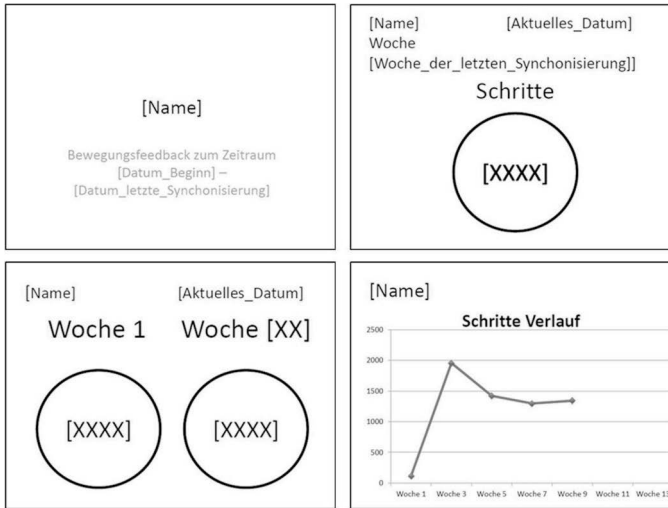 [Name]
Bewegungsfeedback zum Zeitraum
[Datum_Beginn] –
[Datum_letzte_Synchonisierung]
[Name] [Aktuelles_Datum]
Woche
[Woche_der_letzten_Synchonisierung]]
Schritte
[XXXX]
[Name] [Aktuelles_Datum]
Woche 1 Woche [XX]
[XXXX] [XXXX]
[Name]
Schritte Verlauf
2500
2000
1500
1000
500
0
Woche 1 Woche 3 Woche 5 Woche 7 Woche 9 Woche 11 Woche 13